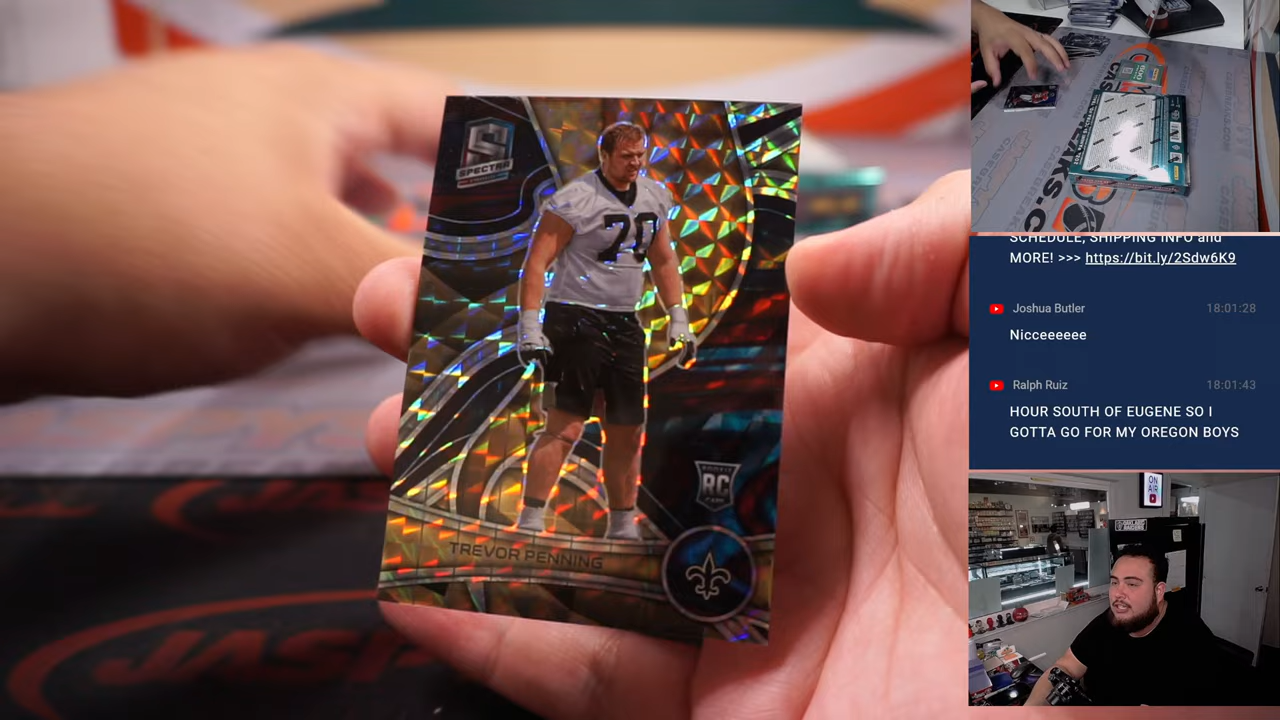 SPECTRA
70
ROOKIE
RC
CARD
TREVOR PENNING
JASP
SCHEDULE, SHIPPING INFO and
MORE! >>> https://bit.ly/2Sdw6K9
Joshua Butler 18:01:28
Nicceeeeee
Ralph Ruiz 18:01:43
HOUR SOUTH OF EUGENE SO I
GOTTA GO FOR MY OREGON BOYS
ON
AIR